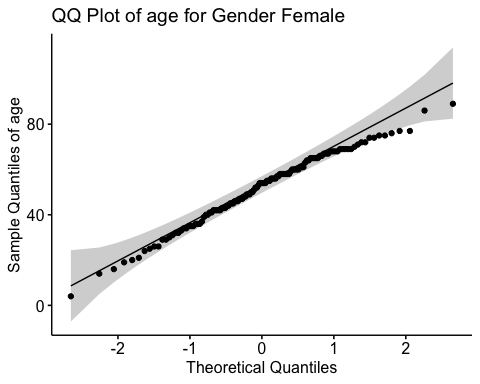 QQ Plot of age for Gender Female
Sample Quantiles of age
80
40
0
-2 -1 0 1 2
Theoretical Quantiles